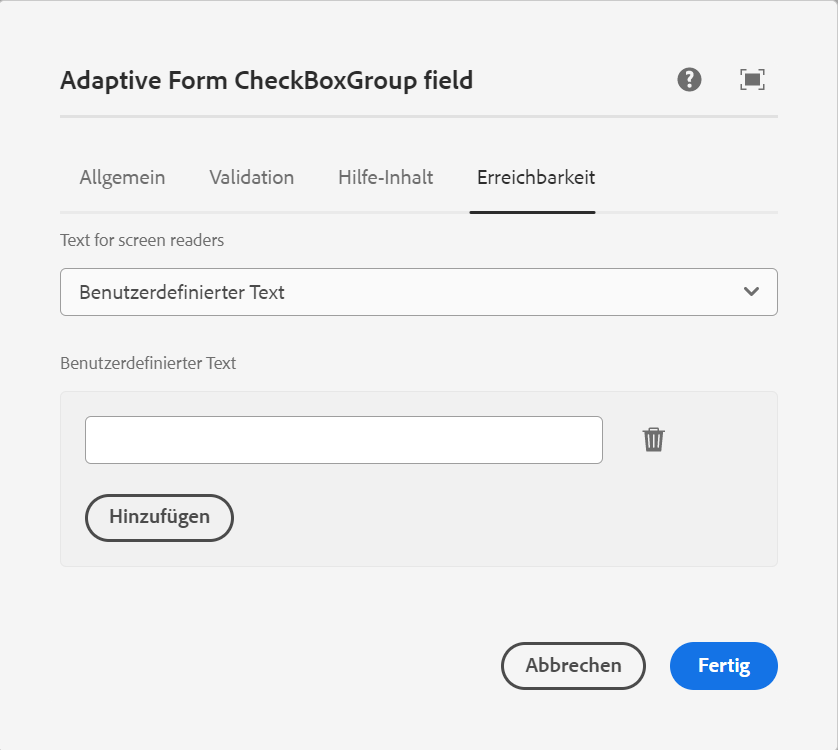 Adaptive Form CheckBoxGroup field
Allgemein Validation Hilfe-Inhalt Erreichbarkeit
Text for screen readers
Benutzerdefinierter Text
Benutzerdefinierter Text
Hinzufügen
Abbrechen Fertig